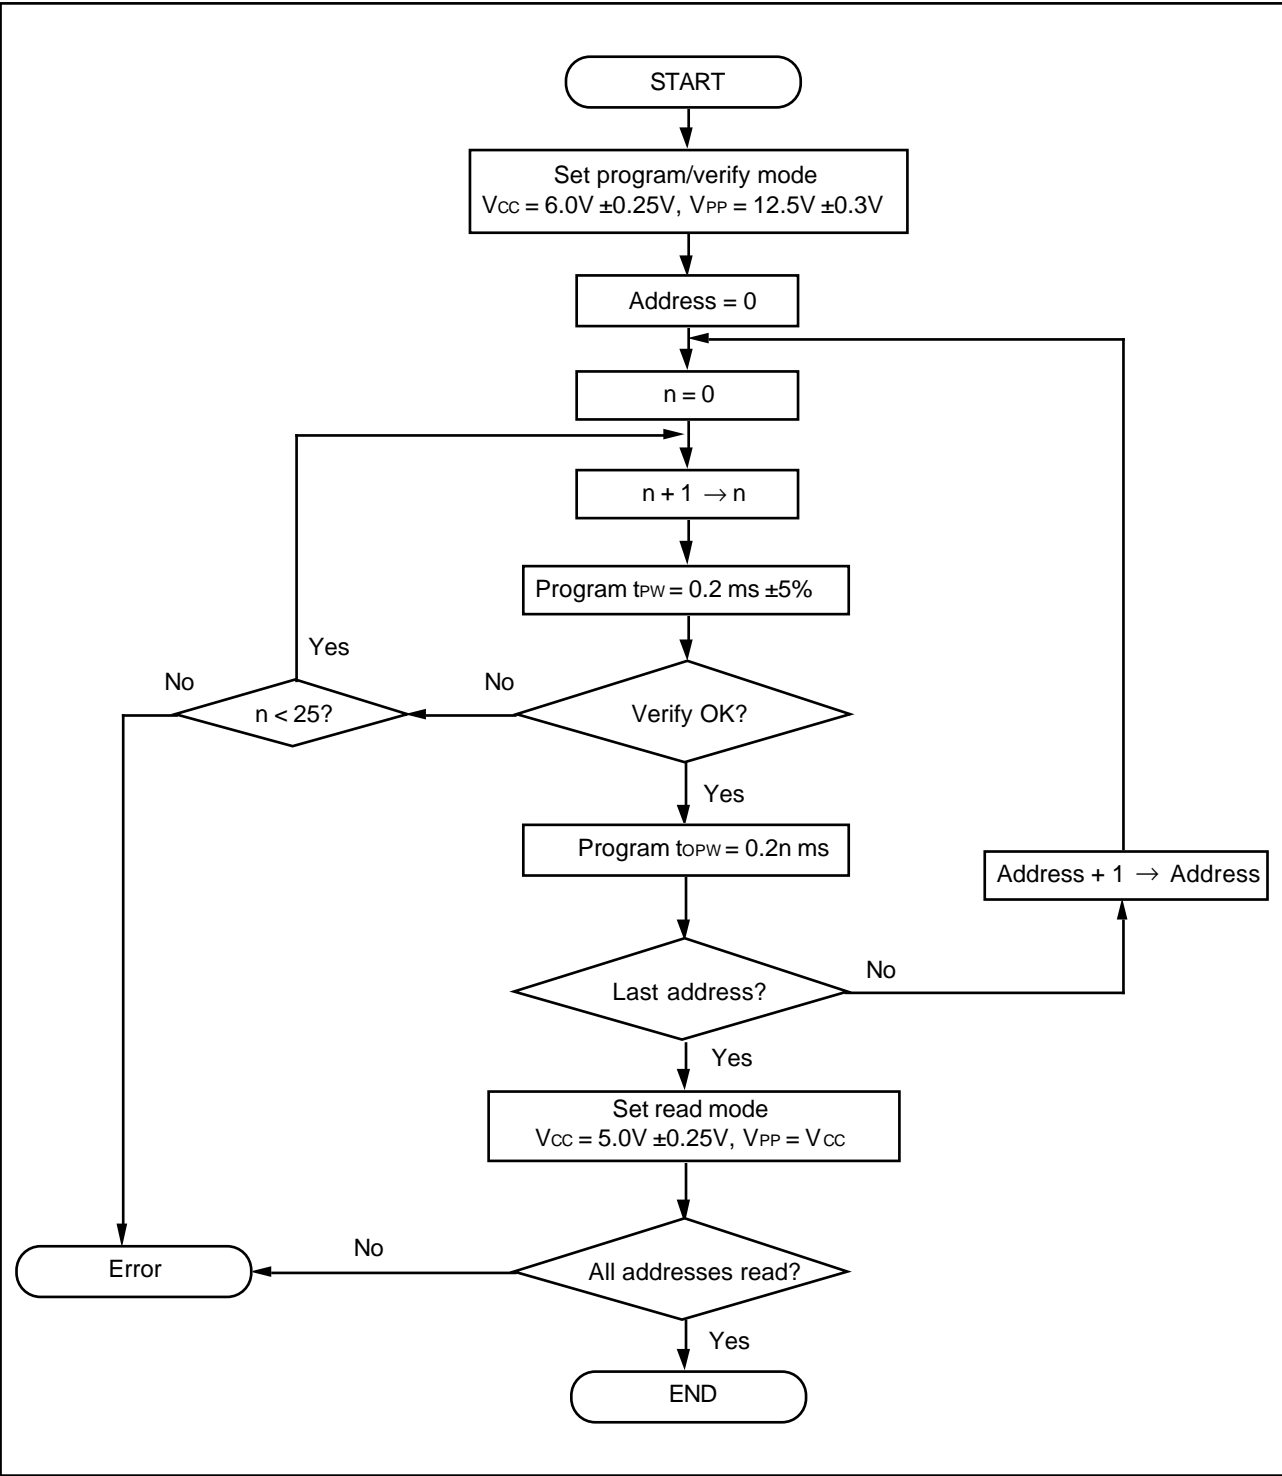 START
Set program/verify mode
VCC = 6.0V ±0.25V, VPP = 12.5V ±0.3V
Address = 0
n = 0
n + 1 → n
Program tPW = 0.2 ms ±5%
Yes
No
n < 25?
No
Verify OK?
Yes
Program tOPW = 0.2n ms
Address + 1 → Address
Last address?
No
Yes
Set read mode
VCC = 5.0V ±0.25V, VPP = VCC
Error
No
All addresses read?
Yes
END